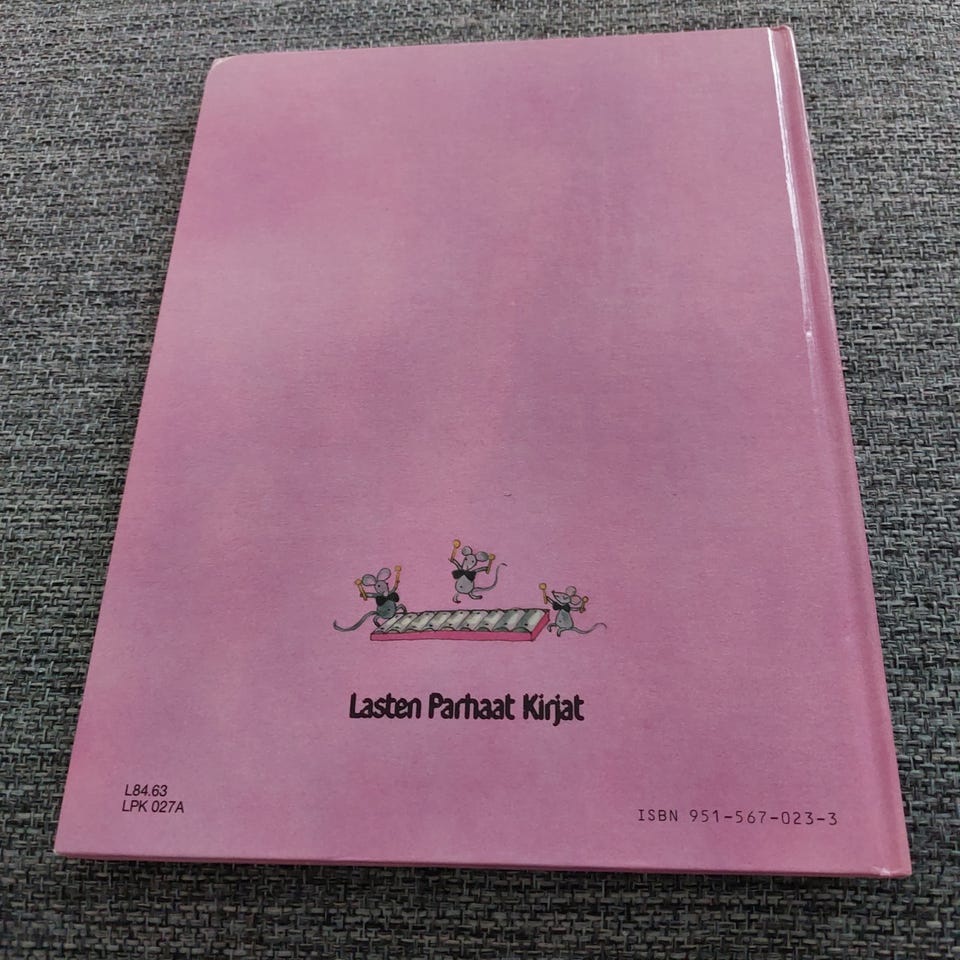 Lasten Parhaat Kirjat
L84.63
LPK 027A
ISBN 951-567-023-3